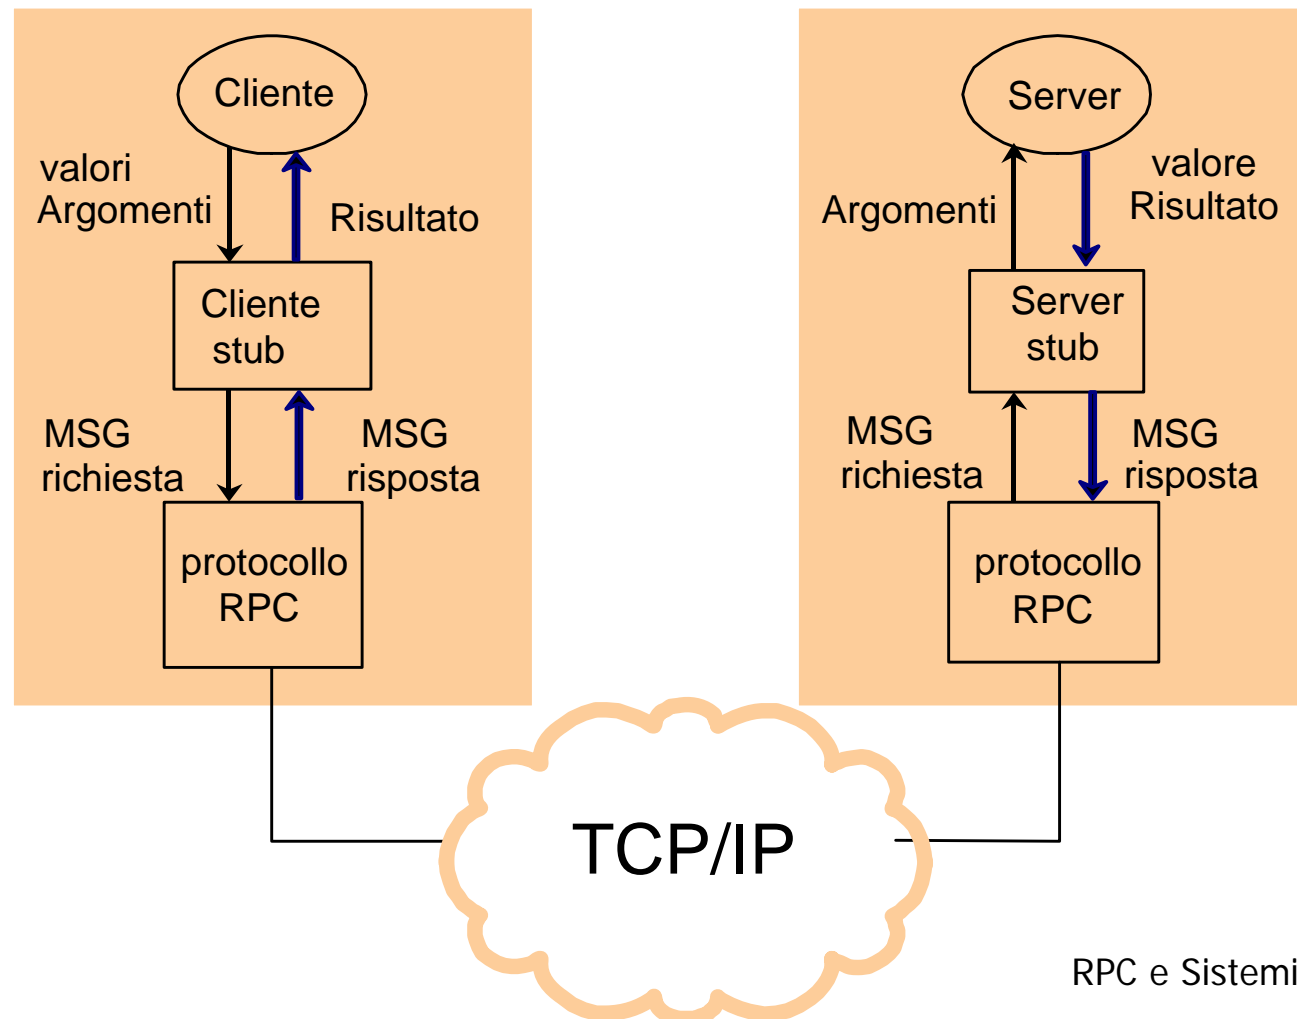 Cliente
valori
Argomenti
Risultato
Cliente
stub
MSG
richiesta
MSG
risposta
protocollo
RPC
Server
Argomenti
valore
Risultato
Server
stub
MSG
richiesta
MSG
risposta
protocollo
RPC
TCP/IP
RPC e Sistemi